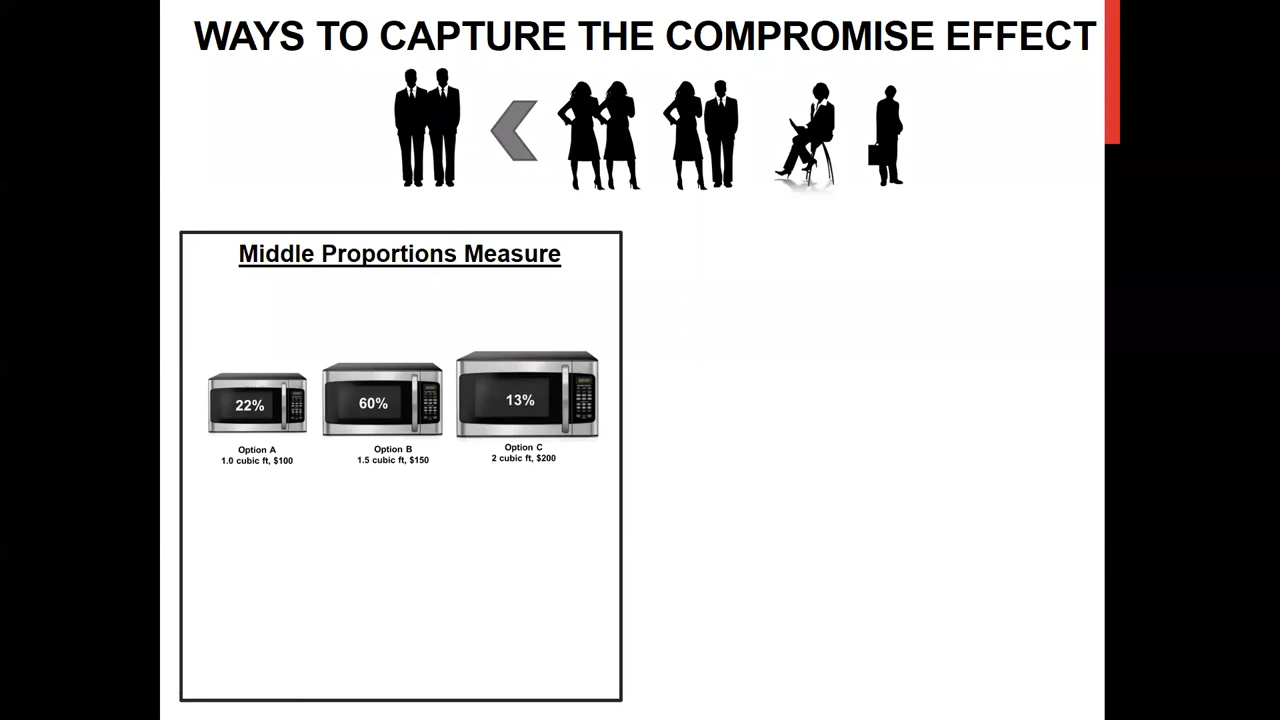 WAYS TO CAPTURE THE COMPROMISE EFFECT
Middle Proportions Measure
22%
60%
13%
Option A
1.0 cubic ft, $100
Option B
1.5 cubic ft, $150
Option C
2 cubic ft, $200